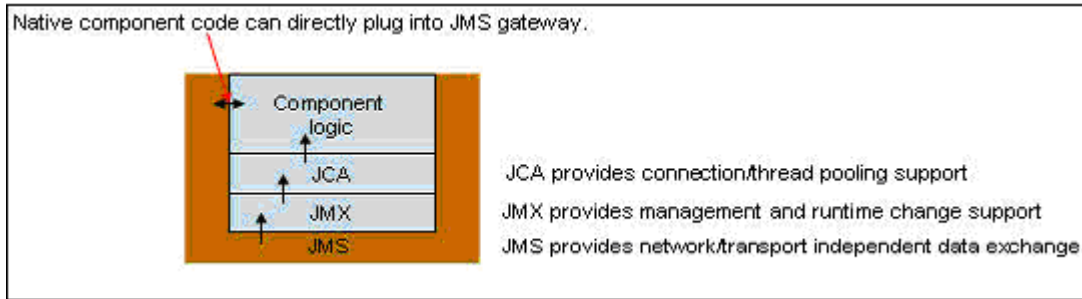 Native component code can directly plug into JMS gateway.
Component
logic
JCA
JCA provides connection/thread pooling support
JMX
JMX provides management and runtime change support
JMS
JMS provides network/transport independent data exchange